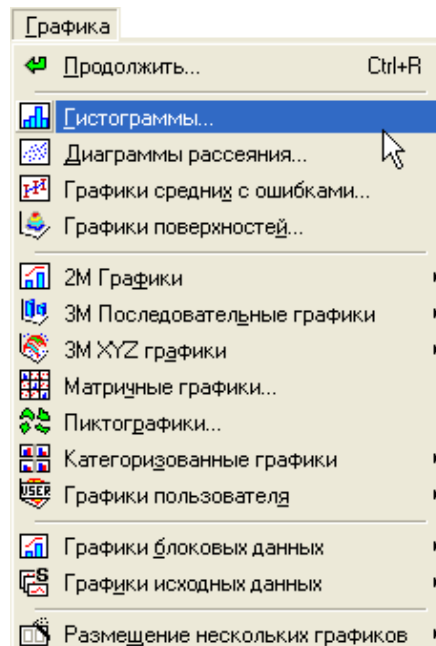 Графика
Продолжить... Ctrl+R
Гистограммы...
Диаграммы рассеяния...
Графики средних с ошибками...
Графики поверхностей...
2М Графики
3М Последовательные графики
3М XYZ графики
Матричные графики...
Пиктографики...
Категоризованные графики
USER Графики пользователя
Графики блоковых данных
S Графики исходных данных
Размещение нескольких графиков